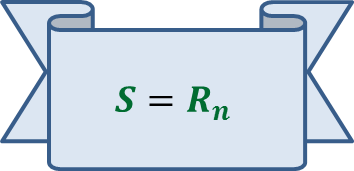 S = Rₙ